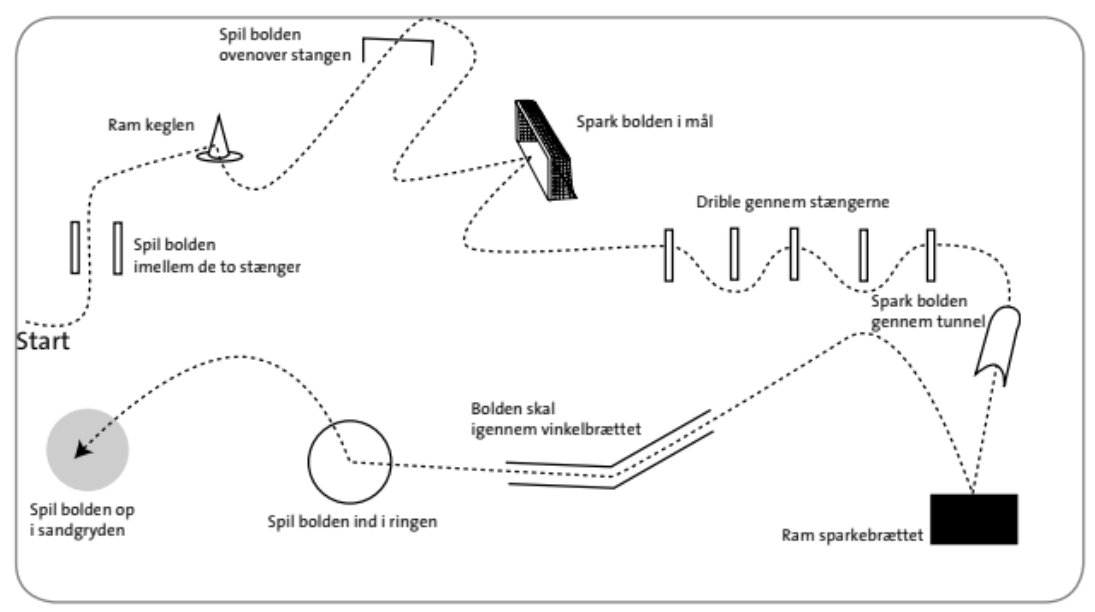 Spil bolden
ovenover stangen
Ram keglen
Spark bolden i mål
Drible gennem stængerne
Spil bolden
imellem de to stænger
Spark bolden
gennem tunnel
Start
Bolden skal
igennem vinkelbrættet
Spil bolden op
i sandgryden
Spil bolden ind i ringen
Ram sparkebrættet